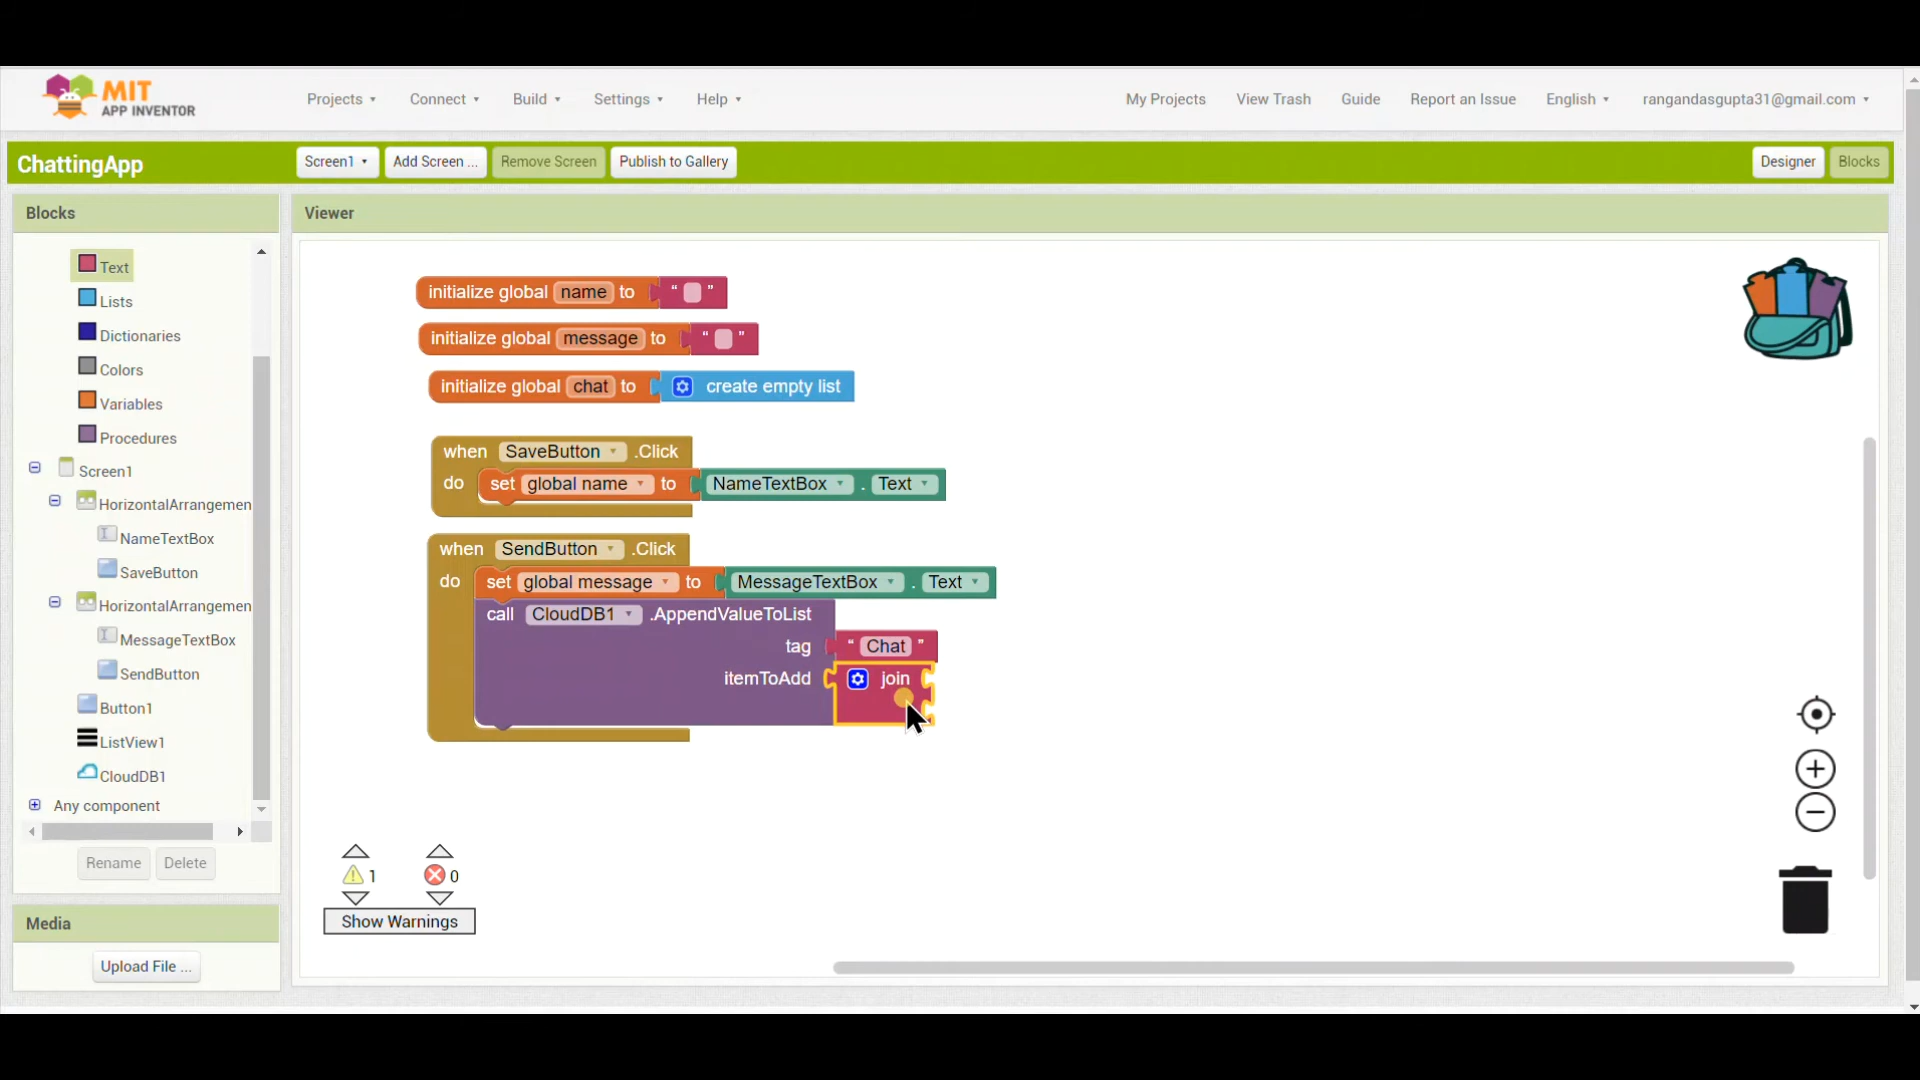 MIT
APP INVENTOR
Projects Connect Build Settings Help My Projects View Trash Guide Report an Issue English rangandasgupta31@gmail.com
ChattingApp Screen1 Add Screen ... Remove Screen Publish to Gallery Designer Blocks
Blocks
Text
Lists
Dictionaries
Colors
Variables
Procedures
Screen1
HorizontalArrangemen
NameTextBox
SaveButton
HorizontalArrangemen
MessageTextBox
SendButton
Button1
ListView1
CloudDB1
Any component
Rename Delete
Media
Upload File ...
Viewer
initialize global name to " "
initialize global message to " "
initialize global chat to create empty list
when SaveButton .Click
do set global name to NameTextBox . Text
when SendButton .Click
do set global message to MessageTextBox . Text
call CloudDB1 .AppendValueToList
tag " Chat "
itemToAdd join
1 0
Show Warnings